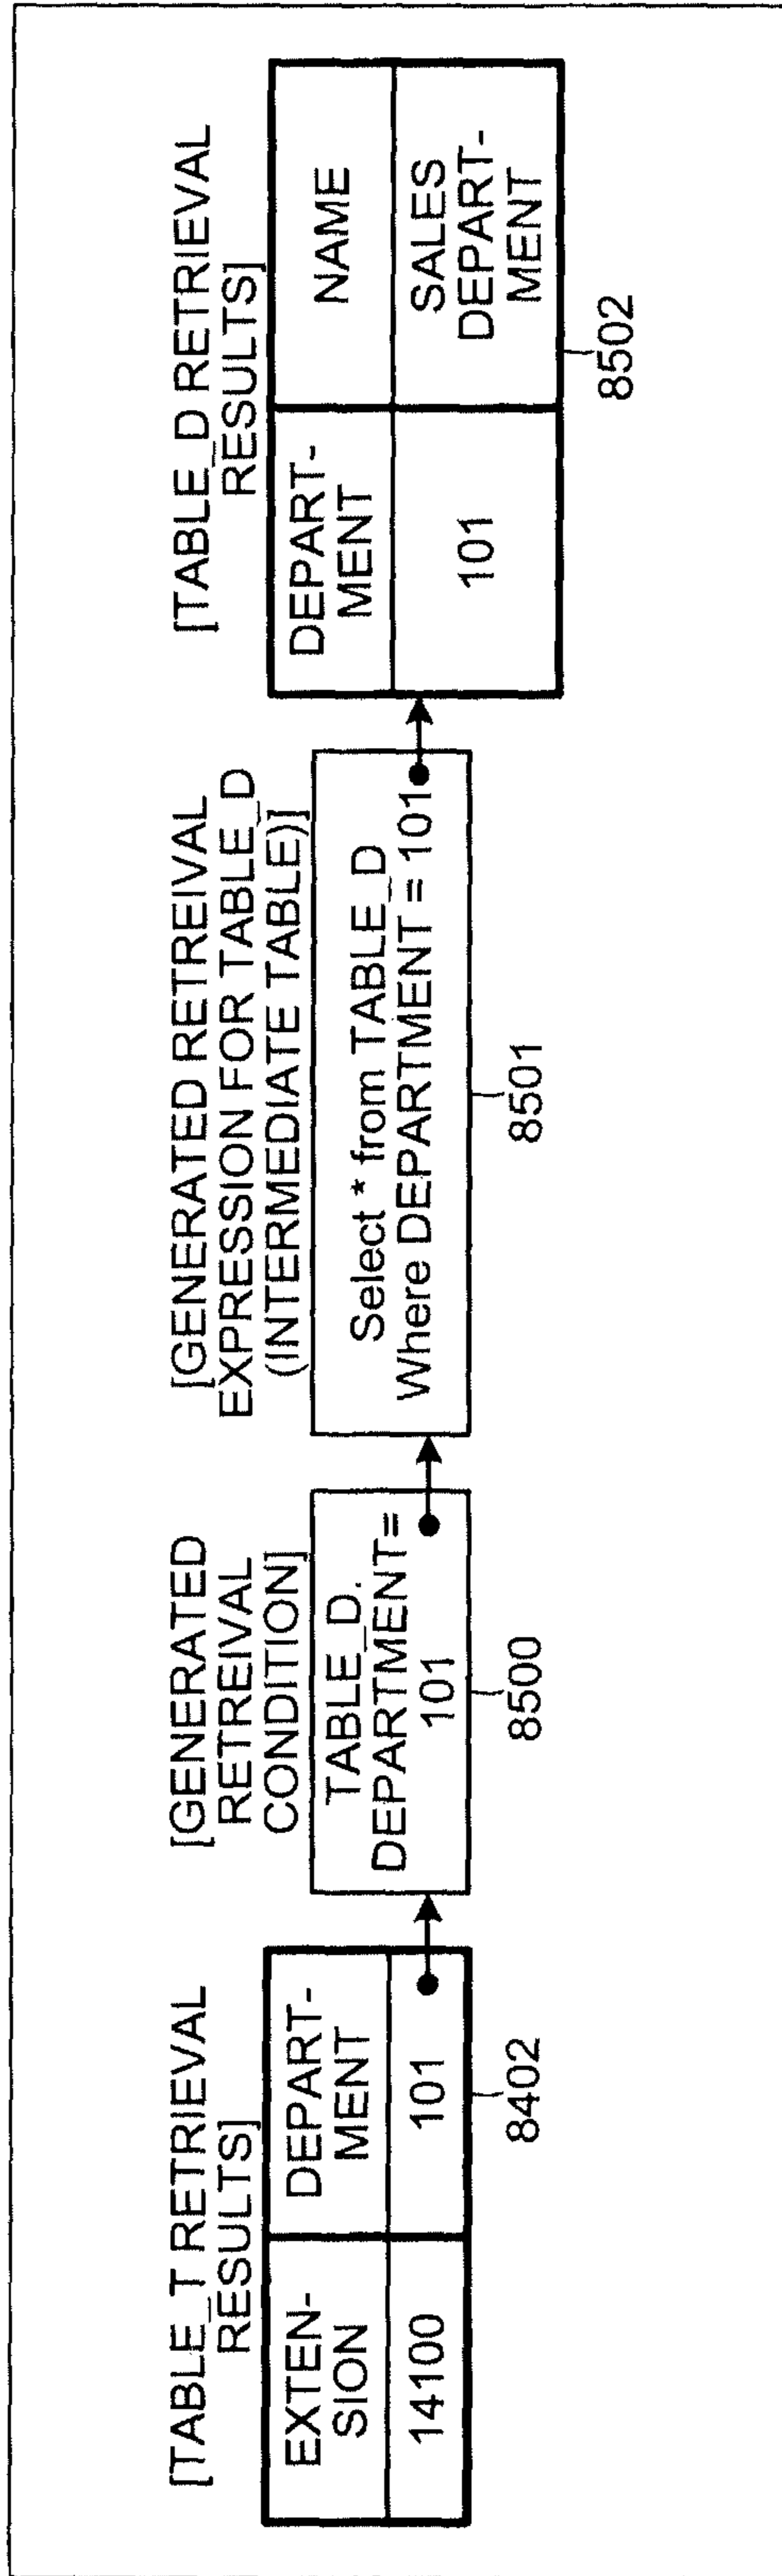 [TABLE_T RETRIEVAL
RESULTS]
EXTEN-
SION
DEPART-
MENT
14100
101
8402
[GENERATED
RETREIVAL
CONDITION]
TABLE_D.
DEPARTMENT=
101
8500
[GENERATED RETREIVAL
EXPRESSION FOR TABLE_D
(INTERMEDIATE TABLE)]
Select * from TABLE_D
Where DEPARTMENT = 101
8501
[TABLE_D RETRIEVAL
RESULTS]
DEPART-
MENT
NAME
101
SALES
DEPART-
MENT
8502